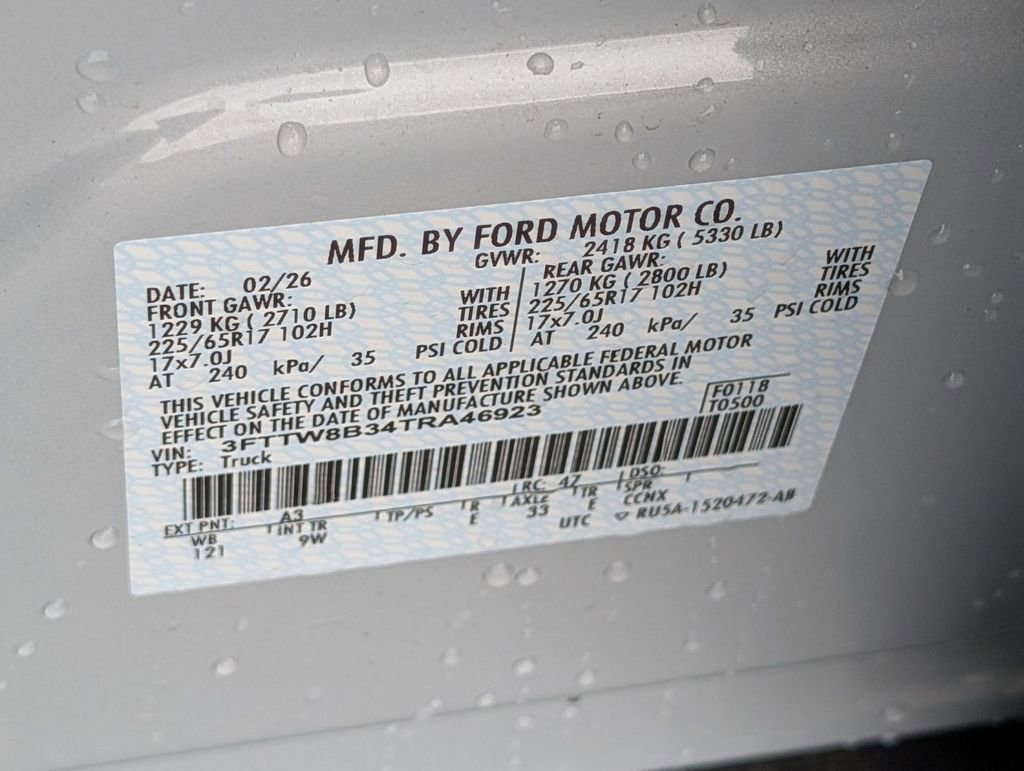 MFD. BY FORD MOTOR CO.
DATE: 02/26 GVWR: 2418 KG ( 5330 LB)
FRONT GAWR: REAR GAWR:
1229 KG ( 2710 LB) WITH 1270 KG ( 2800 LB) WITH
225/65R17 102H TIRES 225/65R17 102H TIRES
17x7.0J RIMS 17x7.0J RIMS
AT 240 kPa/ 35 PSI COLD AT 240 kPa/ 35 PSI COLD
THIS VEHICLE CONFORMS TO ALL APPLICABLE FEDERAL MOTOR
VEHICLE SAFETY AND THEFT PREVENTION STANDARDS IN
EFFECT ON THE DATE OF MANUFACTURE SHOWN ABOVE.
VIN: 3FTTW8B34TRA46923 F0118
TYPE: Truck T0500
EXT PNT: A3 RC: 47 DSO:
WB INT TR TP/PS R AXLE TR SPR
121 9W E 33 E CCNX
UTC RU5A-1520472-AB